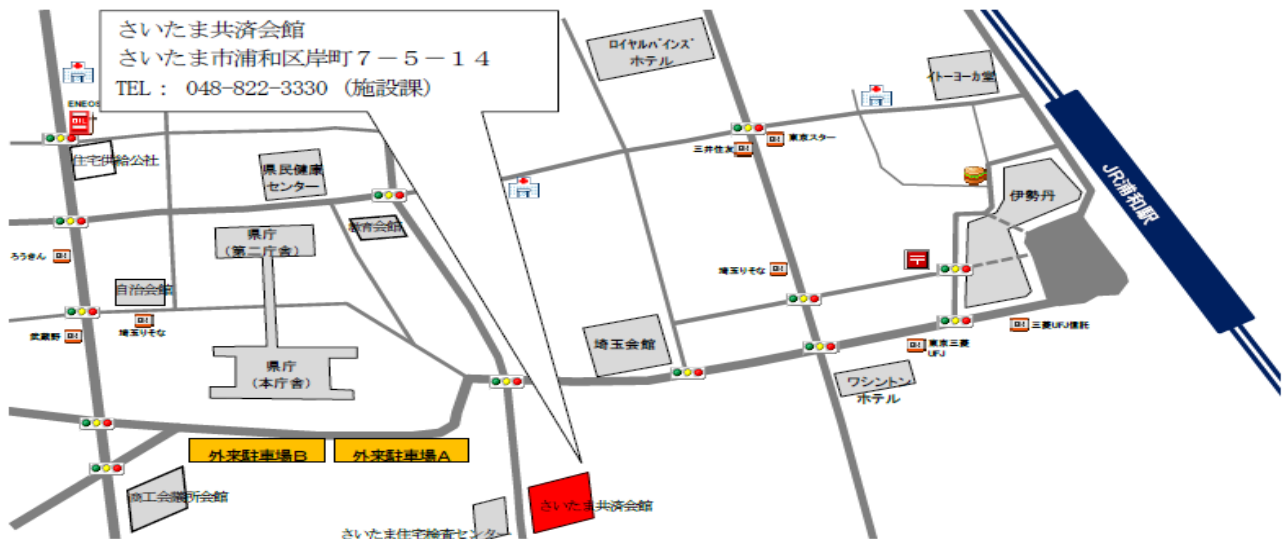 さいたま共済会館
さいたま市浦和区岸町７－５－１４
TEL： 048-822-3330（施設課）
ロイヤルパインズ
ホテル
イトーヨーカ堂
ENEOS
住宅供給公社
県民健康
センター
三井住友
東京スター
JR浦和駅
伊勢丹
教育会館
県庁
（第二庁舎）
ろうきん
自治会館
埼玉りそな
武蔵野
埼玉りそな
埼玉会館
三菱UFJ信託
東京三菱
UFJ
県庁
（本庁舎）
ワシントン
ホテル
外来駐車場B
外来駐車場A
商工会議所会館
さいたま共済会館
さいたま住宅検査センター